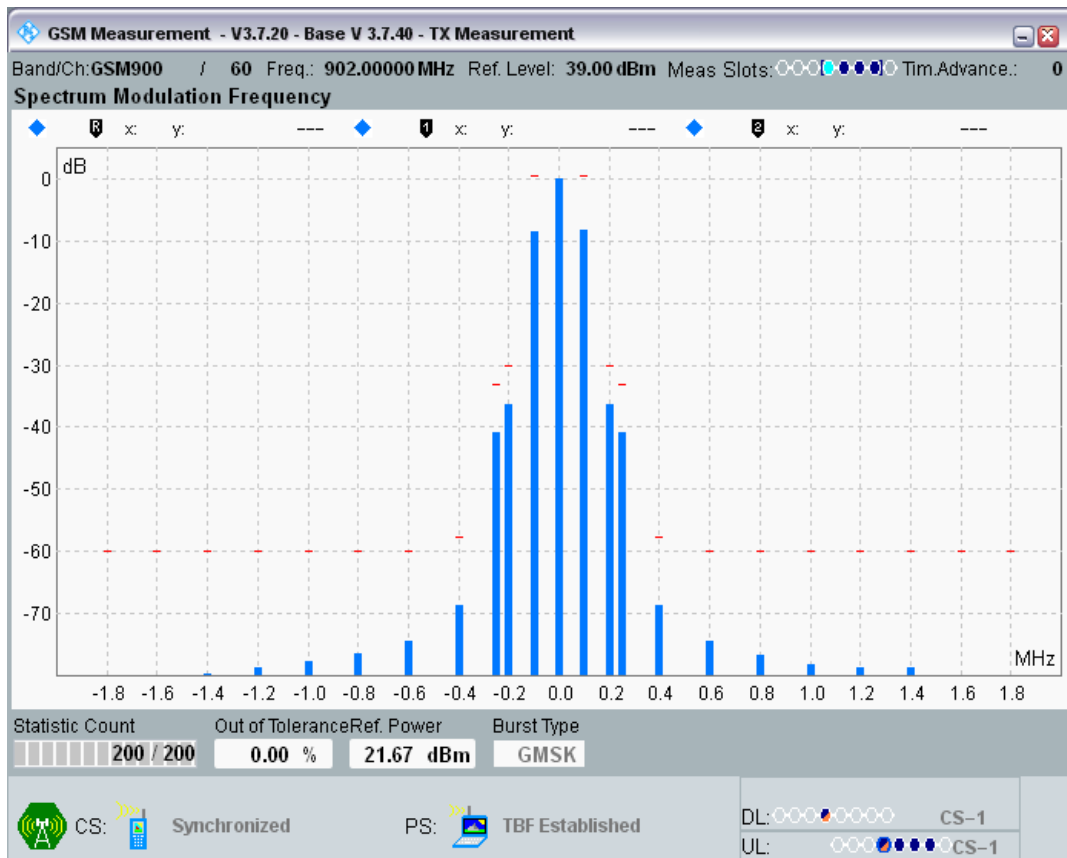 GSM Measurement - V3.7.20 - Base V 3.7.40 - TX Measurement
Band/Ch:GSM900 / 60 Freq.: 902.00000 MHz Ref. Level: 39.00 dBm Meas Slots: Tim.Advance.: 0
Spectrum Modulation Frequency
R x: y: --- 1 x: y: --- 2 x: y: ---
dB
0
-10
-20
-30
-40
-50
-60
-70
MHz
-1.8 -1.6 -1.4 -1.2 -1.0 -0.8 -0.6 -0.4 -0.2 0.0 0.2 0.4 0.6 0.8 1.0 1.2 1.4 1.6 1.8
Statistic Count Out of Tolerance Ref. Power Burst Type
200 / 200 0.00 % 21.67 dBm GMSK
CS: Synchronized PS: TBF Established
DL: CS-1
UL: CS-1